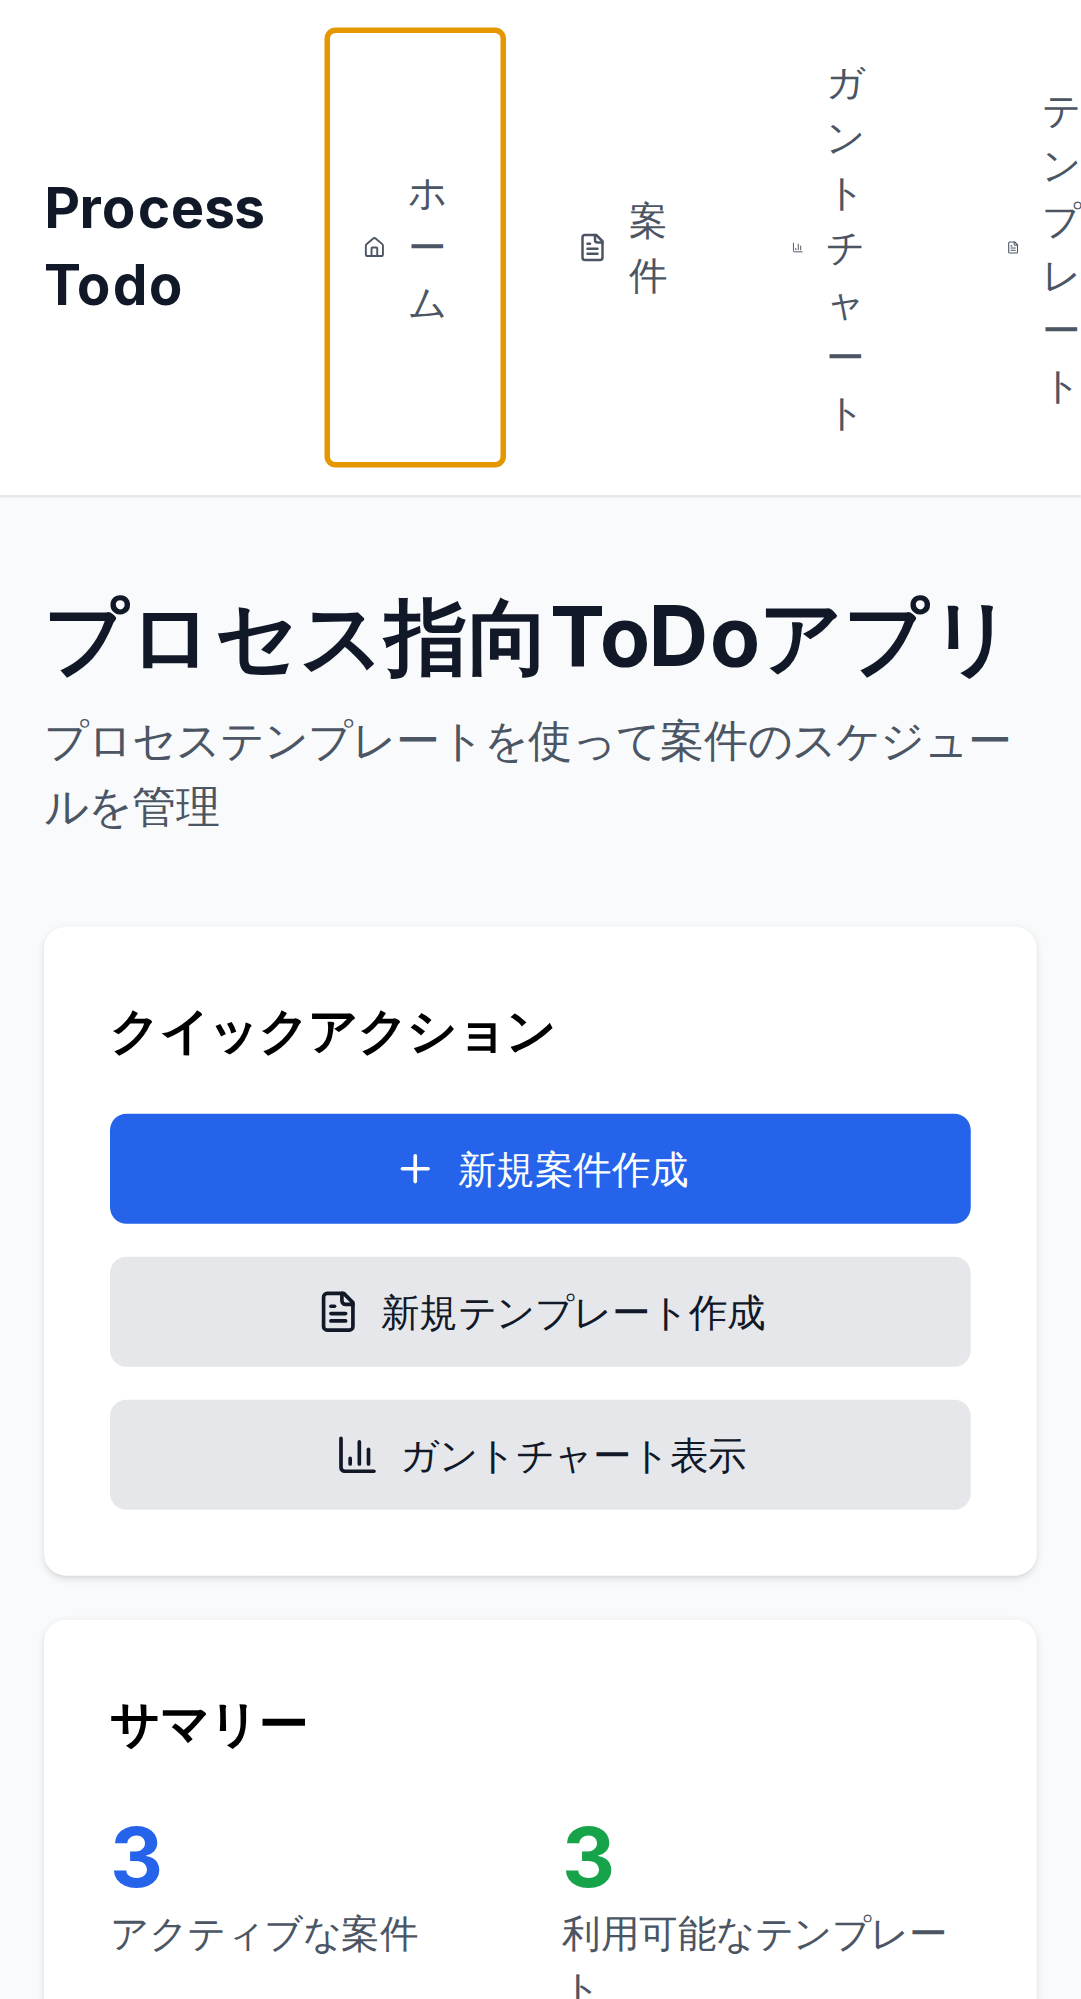 Process
Todo
ホーム
案件
ガントチャート
テンプレート
プロセス指向ToDoアプリ
プロセステンプレートを使って案件のスケジュー
ルを管理
クイックアクション
新規案件作成
新規テンプレート作成
ガントチャート表示
サマリー
3
アクティブな案件
3
利用可能なテンプレー
ト